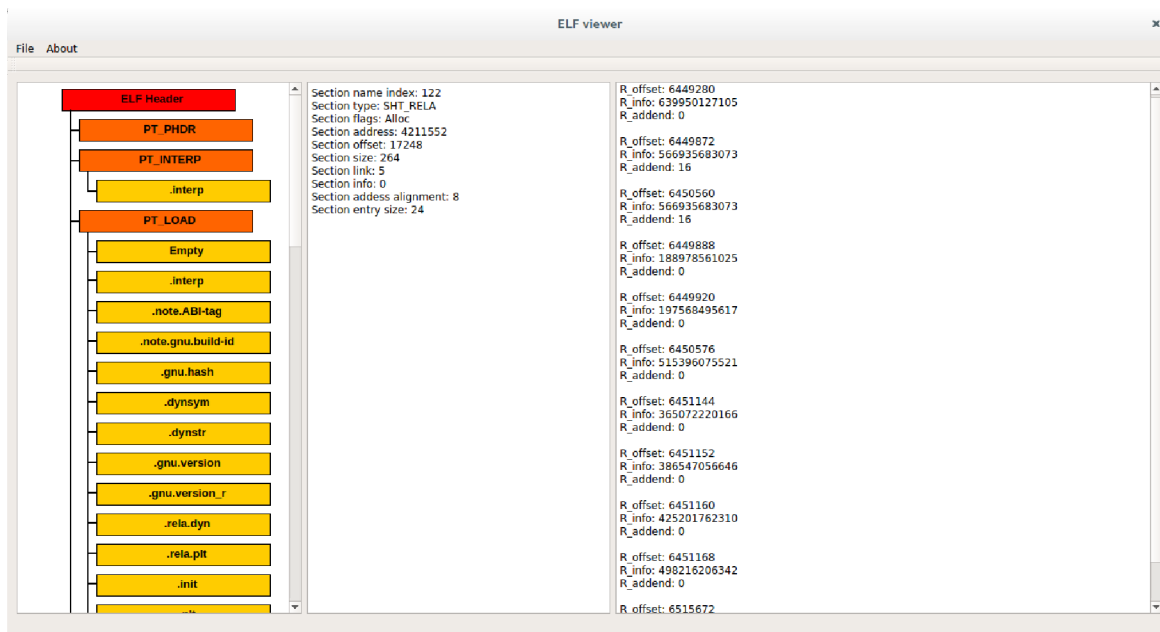 ELF viewer
File About
ELF Header
PT_PHDR
PT_INTERP
.interp
PT_LOAD
Empty
.interp
.note.ABI-tag
.note.gnu.build-id
.gnu.hash
.dynsym
.dynstr
.gnu.version
.gnu.version_r
.rela.dyn
.rela.plt
.init
.plt
Section name index: 122
Section type: SHT_RELA
Section flags: Alloc
Section address: 4211552
Section offset: 17248
Section size: 264
Section link: 5
Section info: 0
Section addess alignment: 8
Section entry size: 24
R_offset: 6449280
R_info: 639950127105
R_addend: 0
R_offset: 6449872
R_info: 566935683073
R_addend: 16
R_offset: 6450560
R_info: 566935683073
R_addend: 16
R_offset: 6449888
R_info: 188978561025
R_addend: 0
R_offset: 6449920
R_info: 197568495617
R_addend: 0
R_offset: 6450576
R_info: 515396075521
R_addend: 0
R_offset: 6451144
R_info: 365072220166
R_addend: 0
R_offset: 6451152
R_info: 386547056646
R_addend: 0
R_offset: 6451160
R_info: 425201762310
R_addend: 0
R_offset: 6451168
R_info: 498216206342
R_addend: 0
R_offset: 6515672